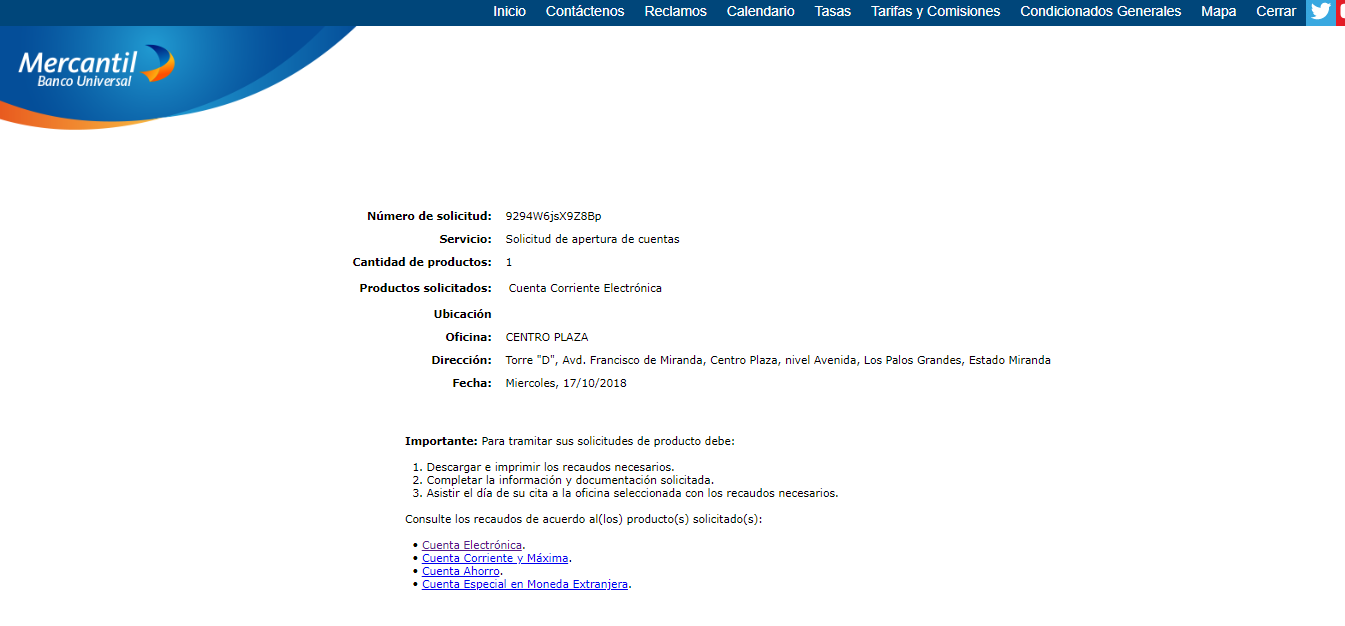 Inicio Contáctenos Reclamos Calendario Tasas Tarifas y Comisiones Condicionados Generales Mapa Cerrar
Mercantil
Banco Universal
Número de solicitud: 9294W6jsX9Z8Bp
Servicio: Solicitud de apertura de cuentas
Cantidad de productos: 1
Productos solicitados: Cuenta Corriente Electrónica
Ubicación
Oficina: CENTRO PLAZA
Dirección: Torre "D", Avd. Francisco de Miranda, Centro Plaza, nivel Avenida, Los Palos Grandes, Estado Miranda
Fecha: Miercoles, 17/10/2018
Importante: Para tramitar sus solicitudes de producto debe:
1. Descargar e imprimir los recaudos necesarios.
2. Completar la información y documentación solicitada.
3. Asistir el día de su cita a la oficina seleccionada con los recaudos necesarios.
Consulte los recaudos de acuerdo al(los) producto(s) solicitado(s):
• Cuenta Electrónica.
• Cuenta Corriente y Máxima.
• Cuenta Ahorro.
• Cuenta Especial en Moneda Extranjera.